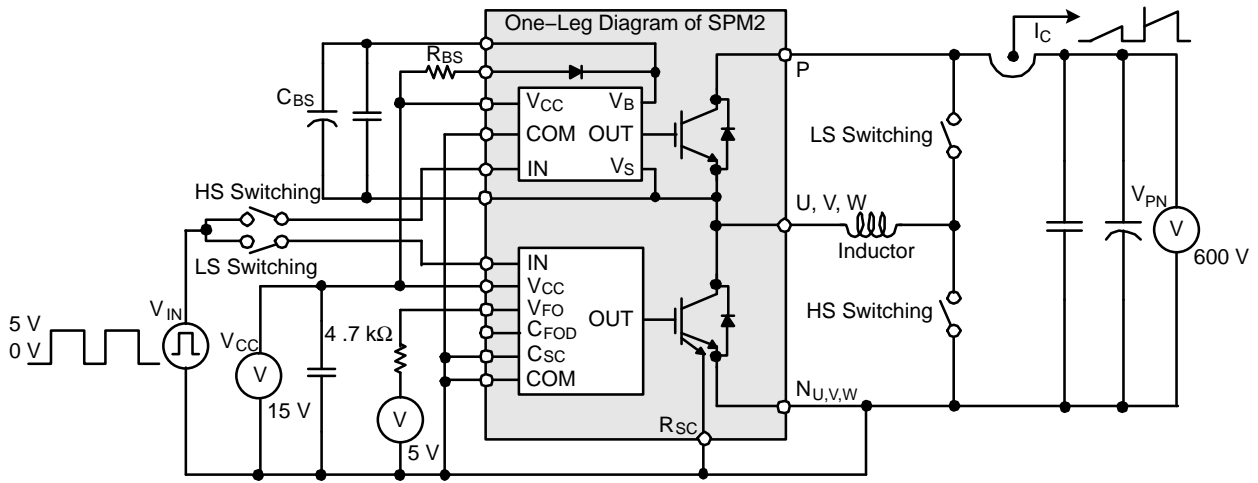 One–Leg Diagram of SPM2
IC
P
RBS
CBS
VCC
VB
COM
OUT
IN
VS
LS Switching
HS Switching
LS Switching
U, V, W
Inductor
VPN
V
600 V
IN
VCC
VFO
CFOD
CSC
COM
OUT
HS Switching
VIN
5 V
0 V
VCC
V
15 V
4 .7 kΩ
V
5 V
NU,V,W
RSC